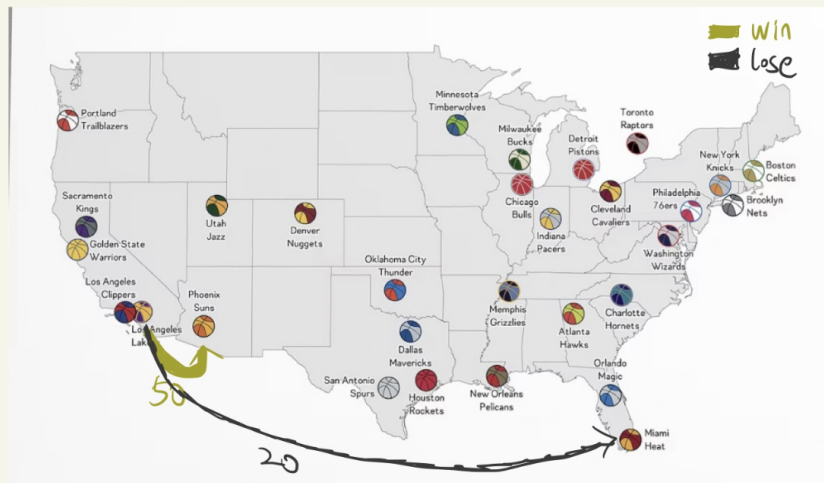 win
lose
Minnesota
Timberwolves
Toronto
Raptors
Portland
Trailblazers
Milwaukee
Bucks
Detroit
Pistons
New York
Knicks
Boston
Celtics
Sacramento
Kings
Utah
Jazz
Denver
Nuggets
Chicago
Bulls
Cleveland
Cavaliers
Philadelphia
76ers
Brooklyn
Nets
Golden State
Warriors
Indiana
Pacers
Washington
Wizards
Oklahoma City
Thunder
Los Angeles
Clippers
Phoenix
Suns
Los Angeles
Lak
Memphis
Grizzlies
Charlotte
Hornets
Atlanta
Hawks
Dallas
Mavericks
Orlando
Magic
San Antonio
Spurs
Houston
Rockets
New Orleans
Pelicans
Miami
Heat
50
20